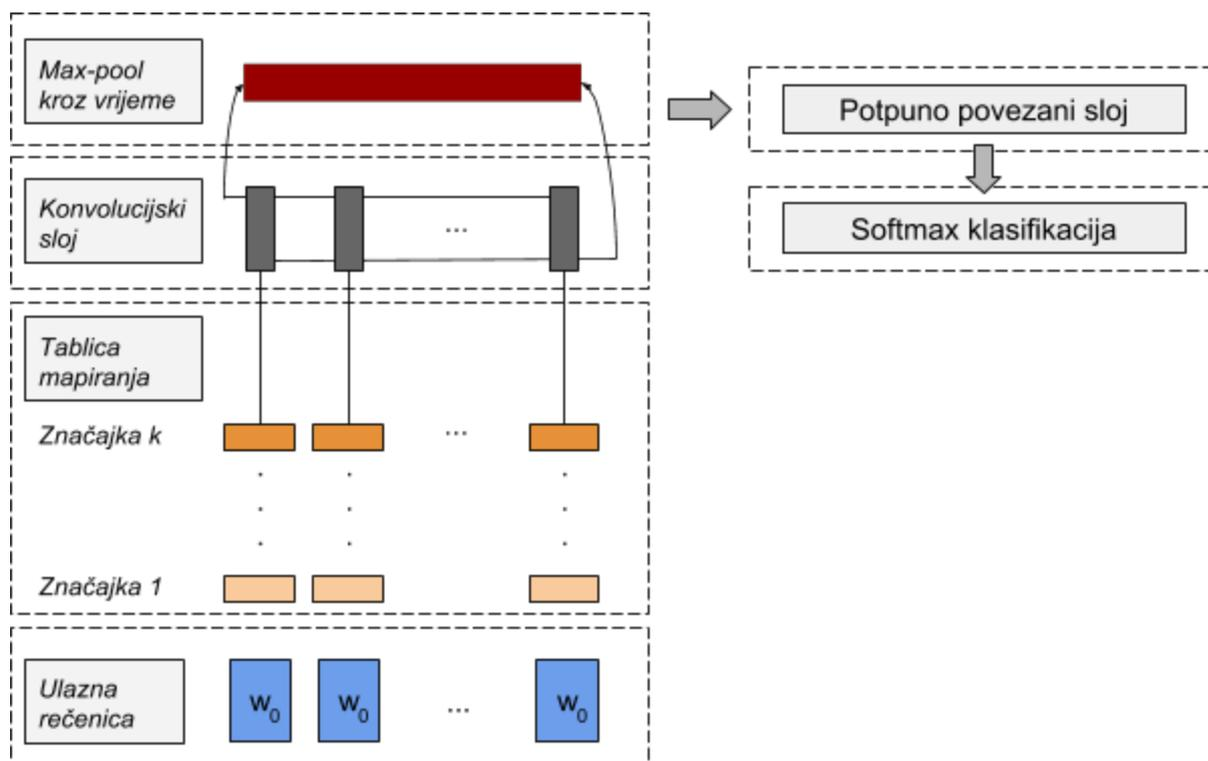 Max-pool
kroz vrijeme
Konvolucijski
sloj
...
Tablica
mapiranja
Značajka k
...
Značajka 1
Ulazna
rečenica
w0 w0 ... w0
Potpuno povezani sloj
Softmax klasifikacija